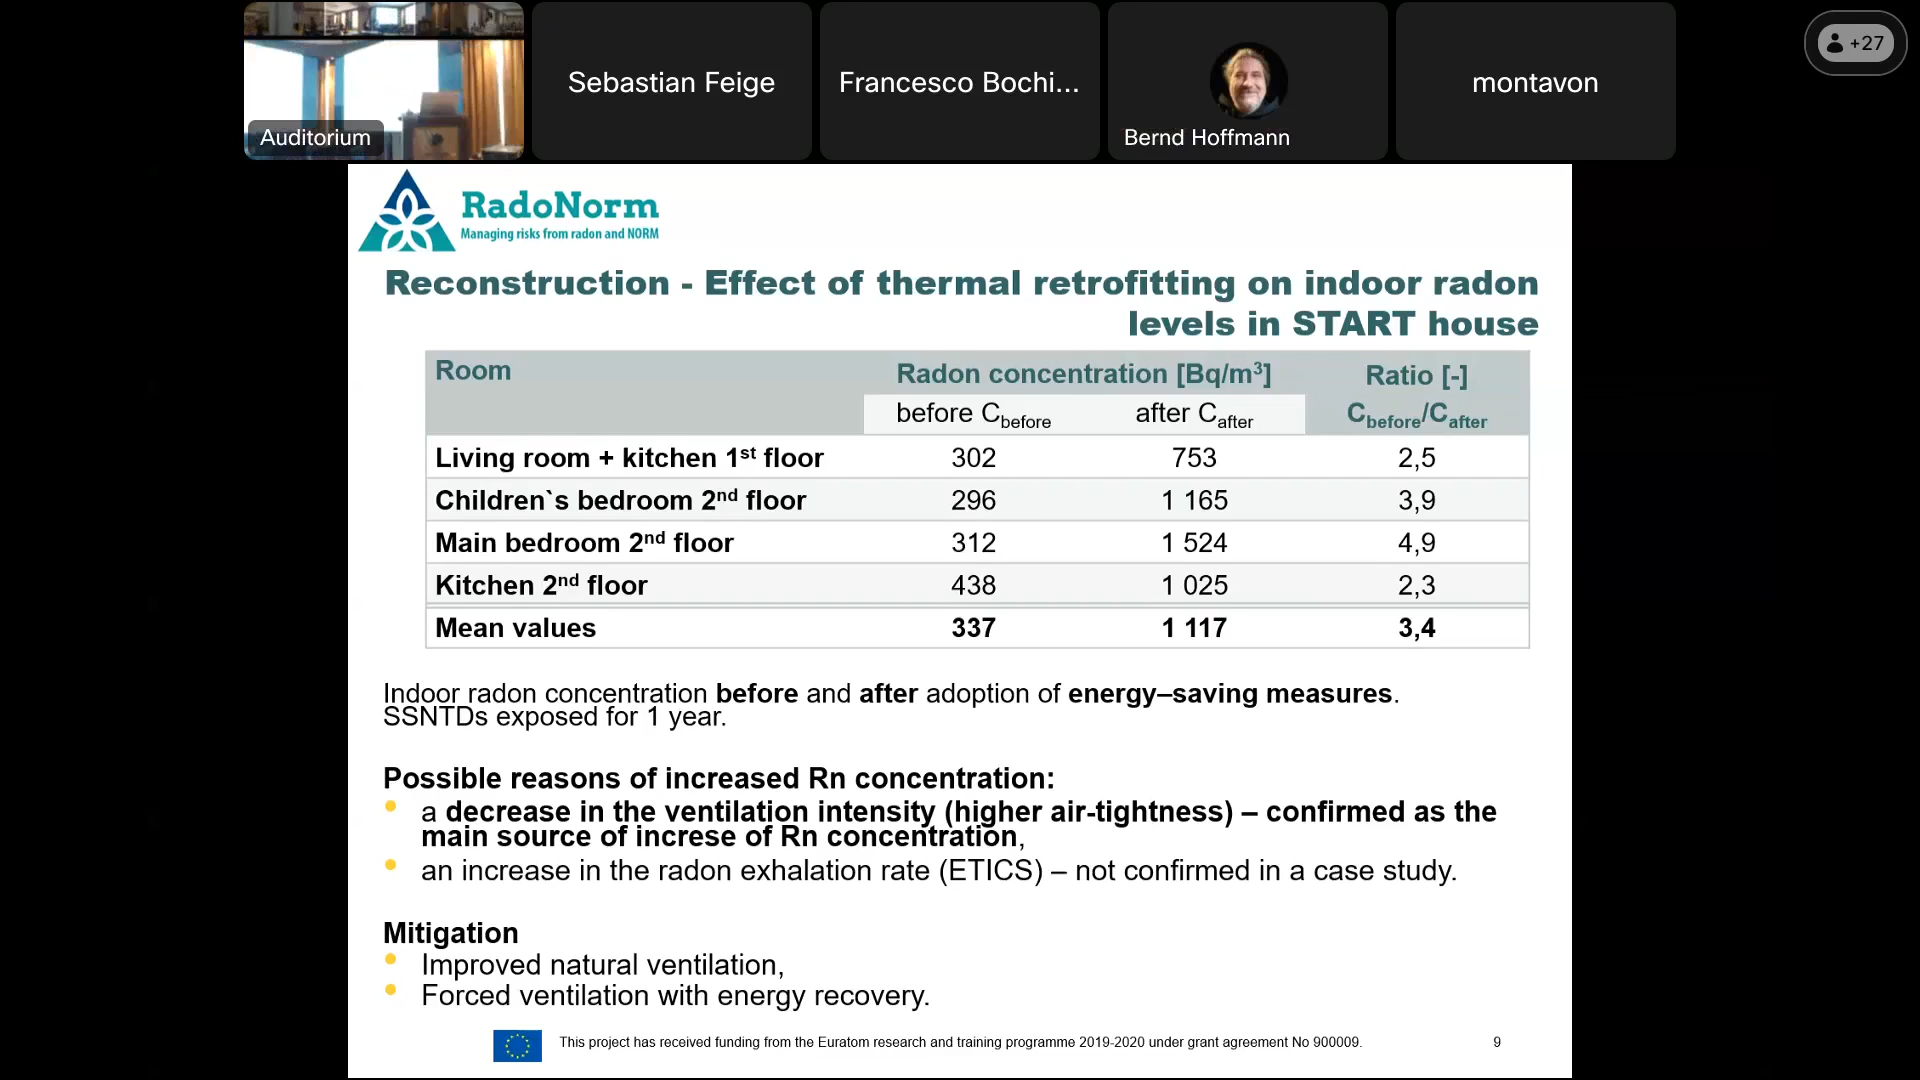 Auditorium
Sebastian Feige
Francesco Bochi...
Bernd Hoffmann
montavon
+27
RadoNorm
Managing risks from radon and NORM
Reconstruction - Effect of thermal retrofitting on indoor radon
levels in START house
Room Radon concentration [Bq/m³] Ratio [-]
before Cbefore after Cafter Cbefore/Cafter
Living room + kitchen 1st floor 302 753 2,5
Children`s bedroom 2nd floor 296 1 165 3,9
Main bedroom 2nd floor 312 1 524 4,9
Kitchen 2nd floor 438 1 025 2,3
Mean values 337 1 117 3,4
Indoor radon concentration before and after adoption of energy–saving measures.
SSNTDs exposed for 1 year.
Possible reasons of increased Rn concentration:
a decrease in the ventilation intensity (higher air-tightness) – confirmed as the
main source of increse of Rn concentration,
an increase in the radon exhalation rate (ETICS) – not confirmed in a case study.
Mitigation
Improved natural ventilation,
Forced ventilation with energy recovery.
This project has received funding from the Euratom research and training programme 2019-2020 under grant agreement No 900009.
9